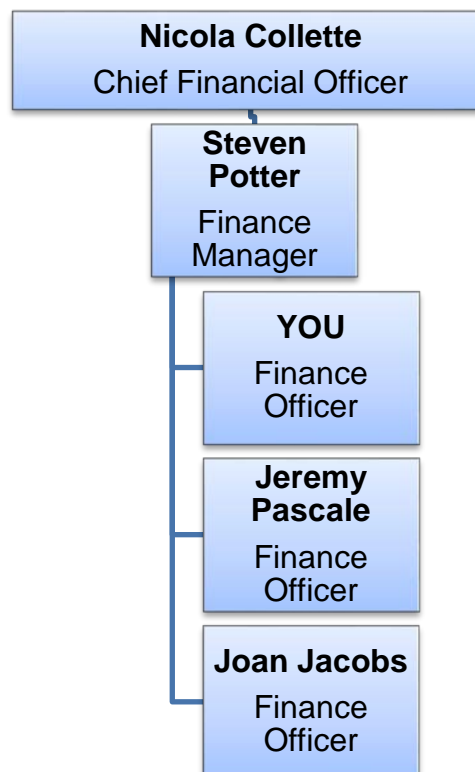 Nicola Collette
Chief Financial Officer
Steven
Potter
Finance
Manager
YOU
Finance
Officer
Jeremy
Pascale
Finance
Officer
Joan Jacobs
Finance
Officer